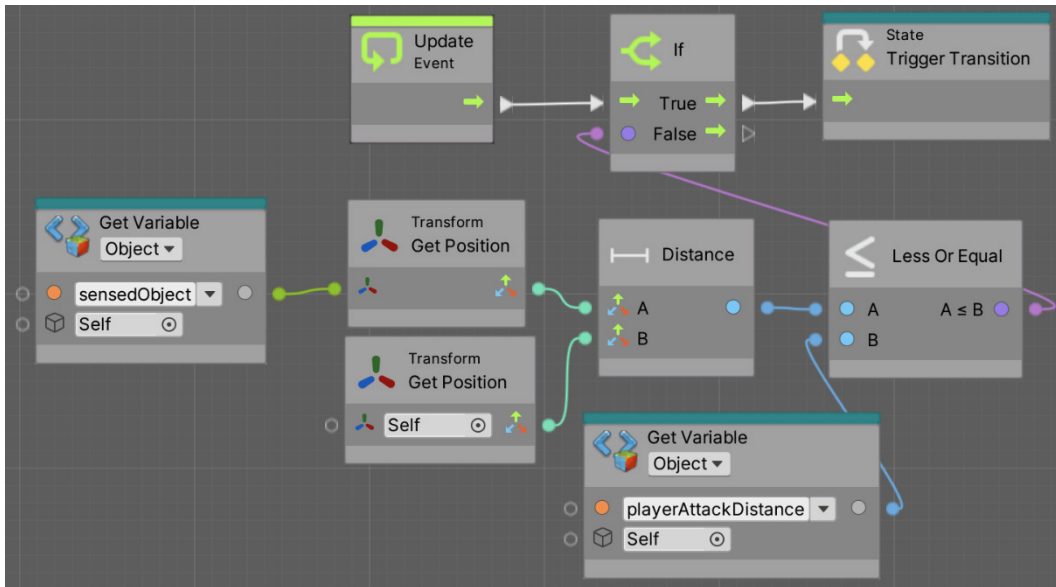 Update
Event
If
True
False
State
Trigger Transition
Get Variable
Object
sensedObject
Self
Transform
Get Position
Transform
Get Position
Self
Distance
A
B
Less Or Equal
A A ≤ B
B
Get Variable
Object
playerAttackDistance
Self